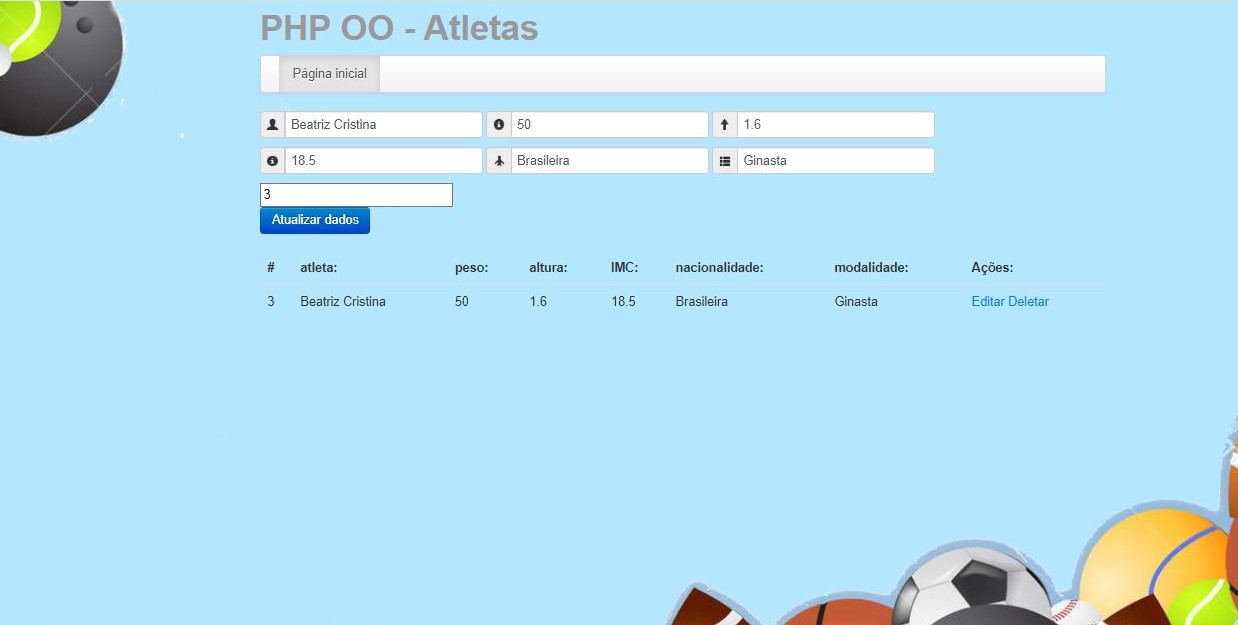 PHP OO - Atletas
Página inicial
Beatriz Cristina 50 1.6
18.5 Brasileira Ginasta
3
Atualizar dados
# atleta: peso: altura: IMC: nacionalidade: modalidade: Ações:
3 Beatriz Cristina 50 1.6 18.5 Brasileira Ginasta Editar Deletar